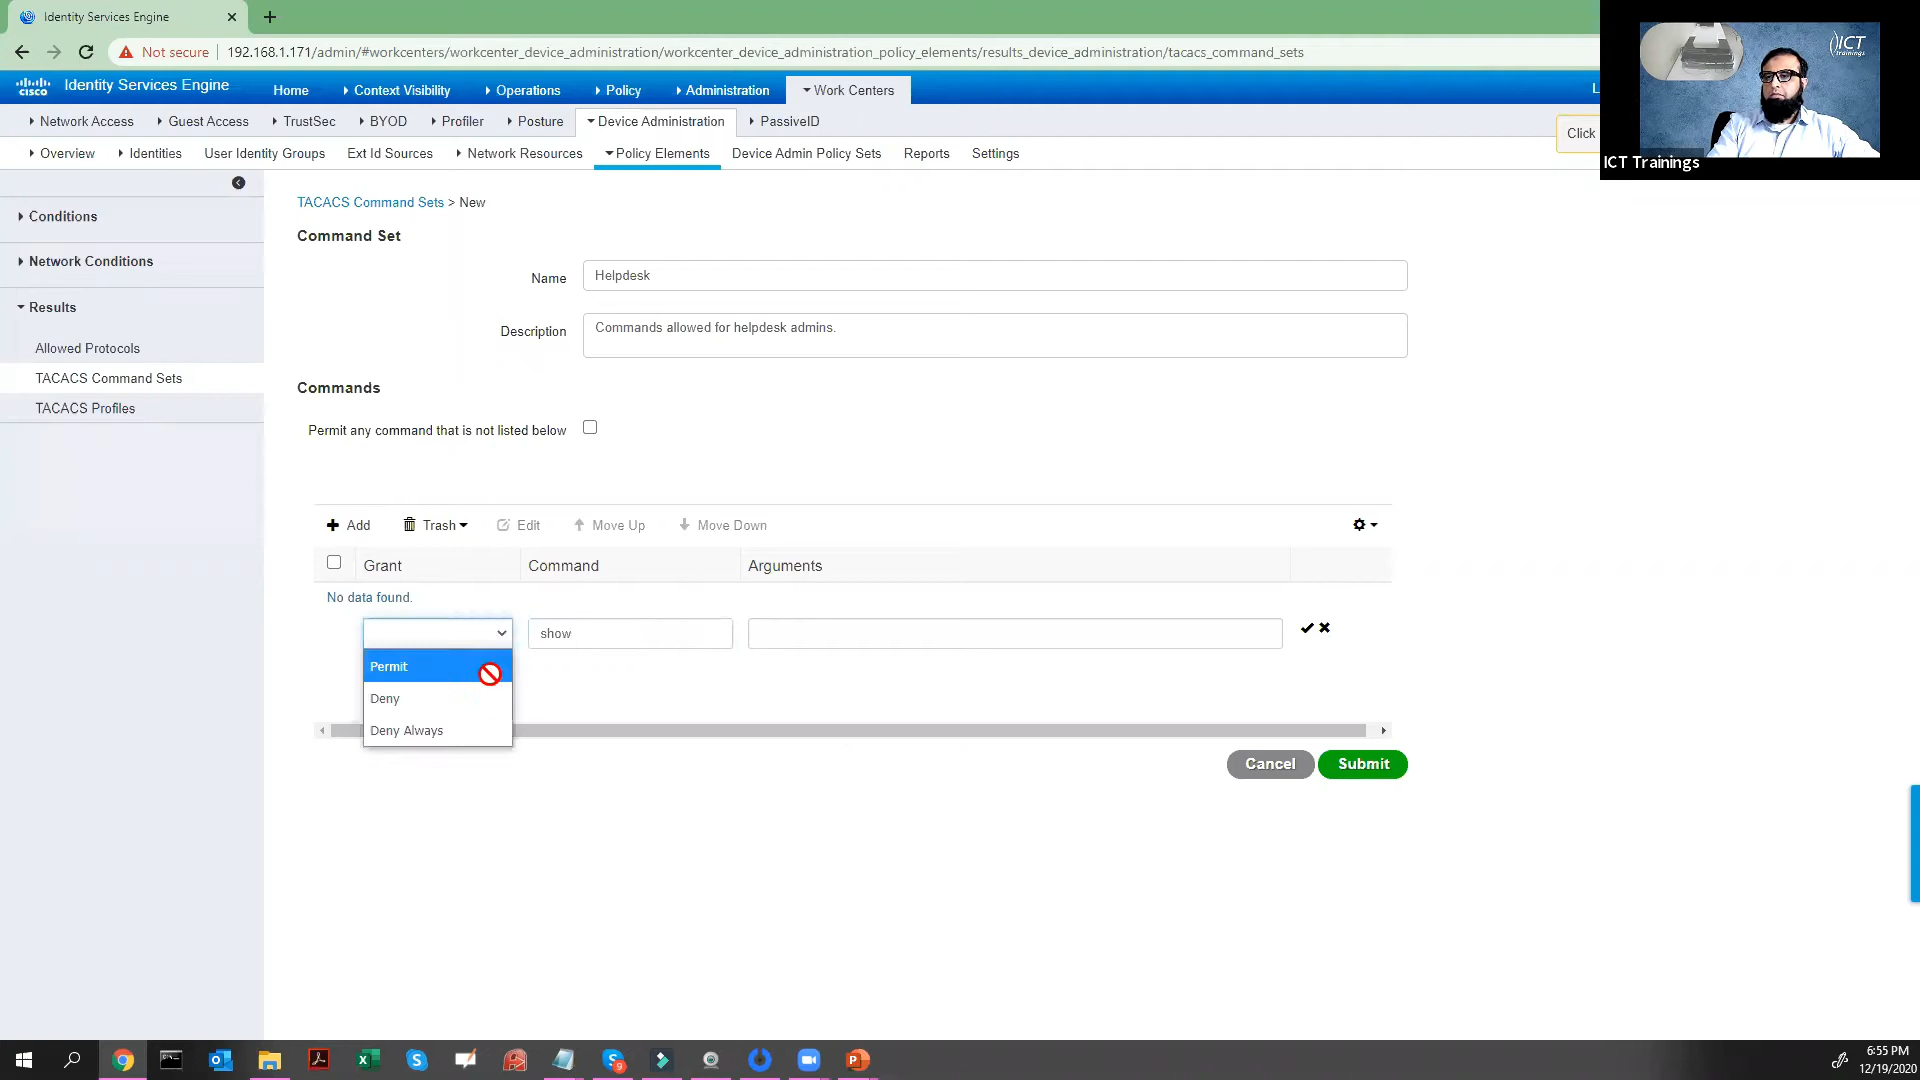 Identity Services Engine
Not secure
192.168.1.171/admin/#workcenters/workcenter_device_administration/workcenter_device_administration_policy_elements/results_device_administration/tacacs_command_sets
cisco
Identity Services Engine
Home
Context Visibility
Operations
Policy
Administration
Work Centers
L
Network Access
Guest Access
TrustSec
BYOD
Profiler
Posture
Device Administration
PassiveID
Click
Overview
Identities
User Identity Groups
Ext Id Sources
Network Resources
Policy Elements
Device Admin Policy Sets
Reports
Settings
ICT
trainings
ICT Trainings
Conditions
Network Conditions
Results
Allowed Protocols
TACACS Command Sets
TACACS Profiles
TACACS Command Sets > New
Command Set
Name
Helpdesk
Description
Commands allowed for helpdesk admins.
Commands
Permit any command that is not listed below
Add
Trash
Edit
Move Up
Move Down
Grant
Command
Arguments
No data found.
show
Permit
Deny
Deny Always
Cancel
Submit
9
6:55 PM
12/19/2020